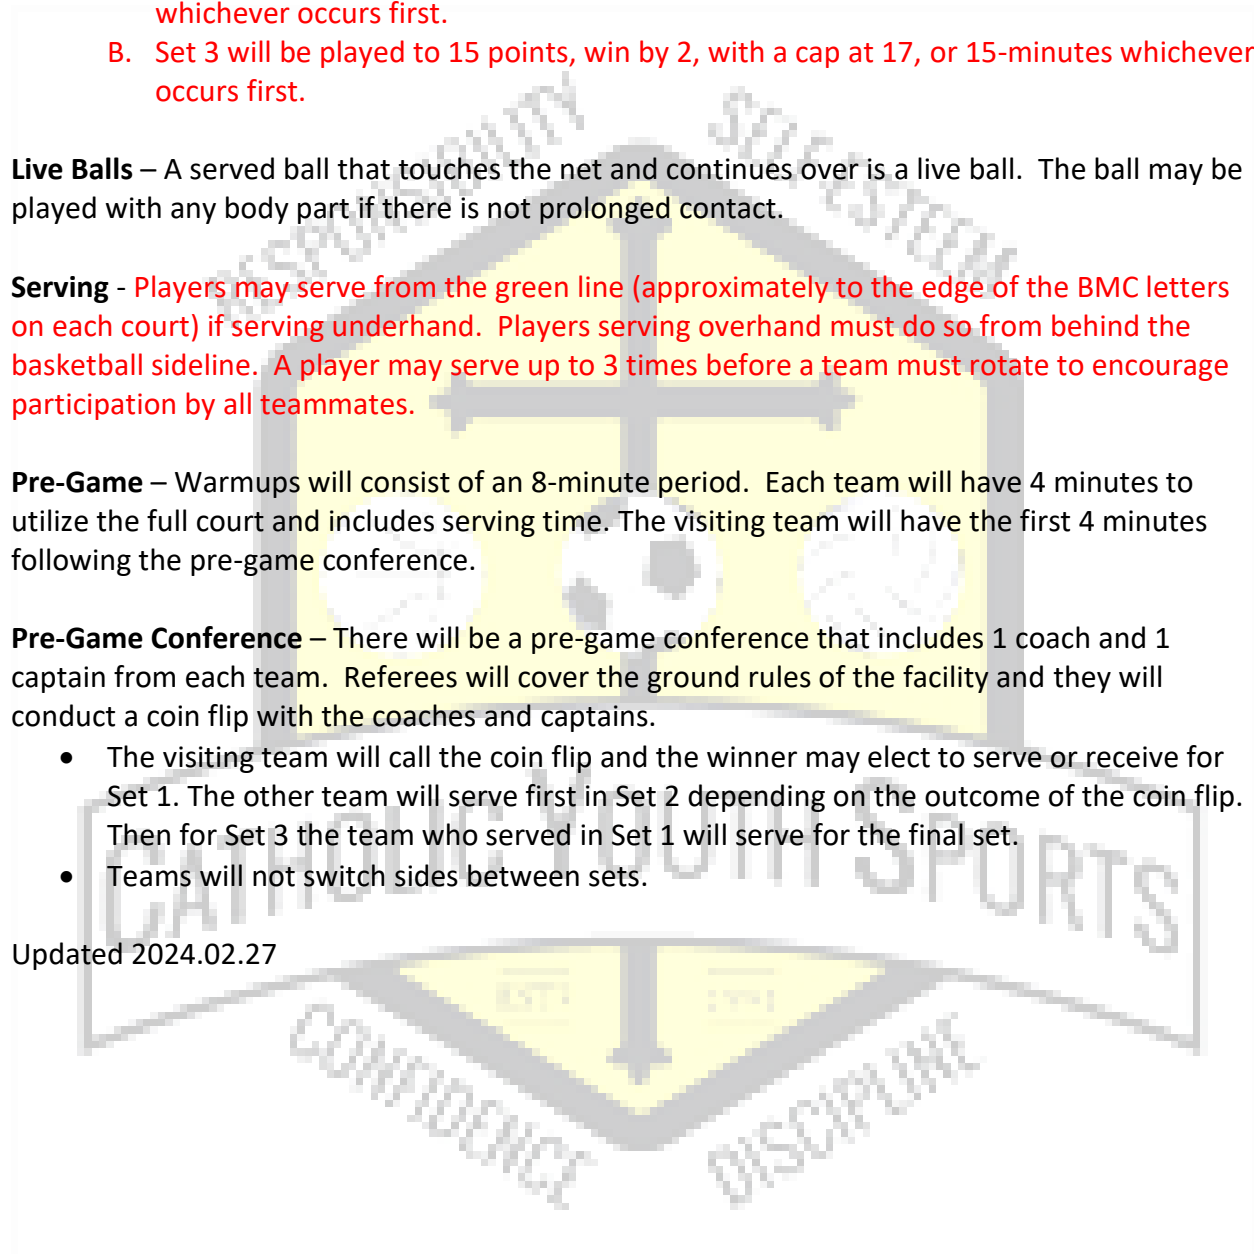 whichever occurs first.
B. Set 3 will be played to 15 points, win by 2, with a cap at 17, or 15-minutes whichever
occurs first.
Live Balls – A served ball that touches the net and continues over is a live ball.  The ball may be
played with any body part if there is not prolonged contact.
Serving - Players may serve from the green line (approximately to the edge of the BMC letters
on each court) if serving underhand.  Players serving overhand must do so from behind the
basketball sideline.  A player may serve up to 3 times before a team must rotate to encourage
participation by all teammates.
Pre-Game – Warmups will consist of an 8-minute period.  Each team will have 4 minutes to
utilize the full court and includes serving time. The visiting team will have the first 4 minutes
following the pre-game conference.
Pre-Game Conference – There will be a pre-game conference that includes 1 coach and 1
captain from each team.  Referees will cover the ground rules of the facility and they will
conduct a coin flip with the coaches and captains.
• The visiting team will call the coin flip and the winner may elect to serve or receive for
Set 1. The other team will serve first in Set 2 depending on the outcome of the coin flip.
Then for Set 3 the team who served in Set 1 will serve for the final set.
• Teams will not switch sides between sets.
Updated 2024.02.27
RESPONSIBILITY
SELF ESTEEM
CATHOLIC YOUTH SPORTS
CONFIDENCE
DISCIPLINE